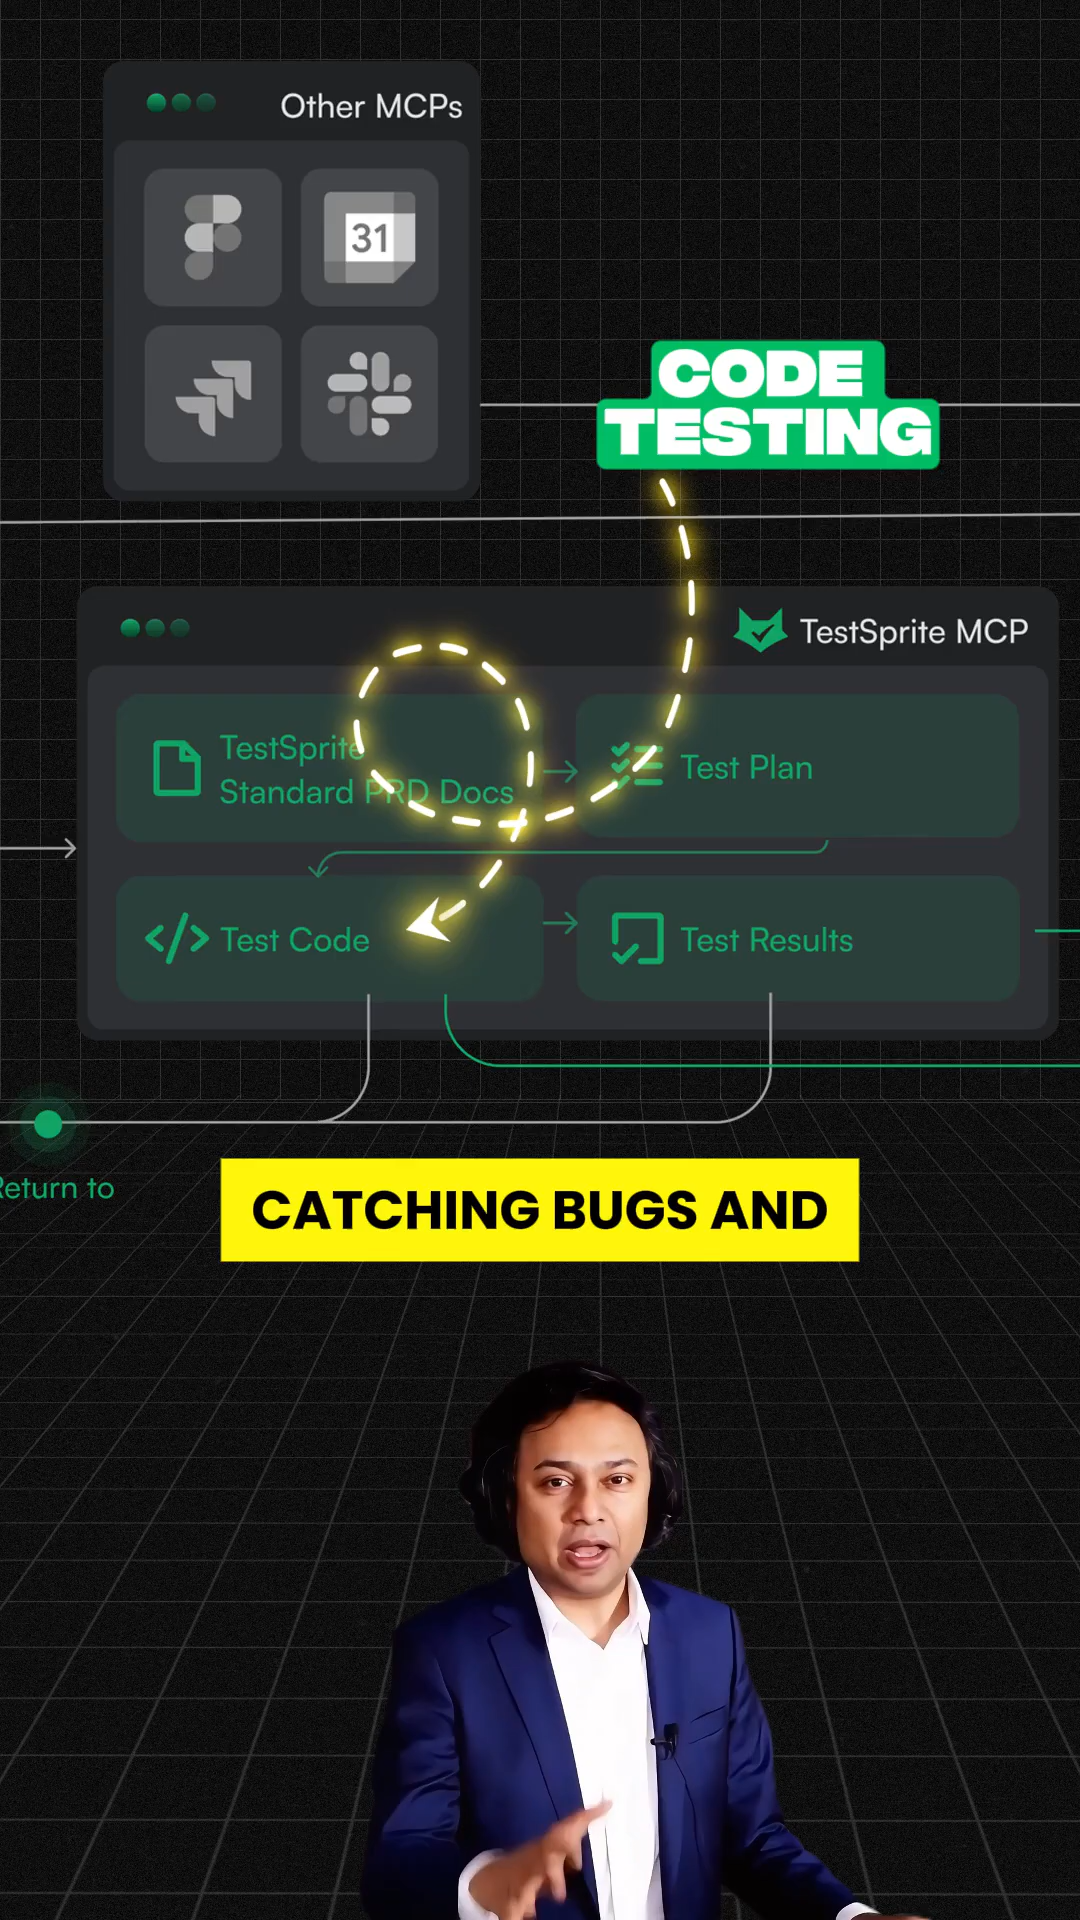 Other MCPs
31
CODE
TESTING
TestSprite MCP
TestSprite
Standard PRD Docs
Test Plan
Test Code
Test Results
Return to
CATCHING BUGS AND